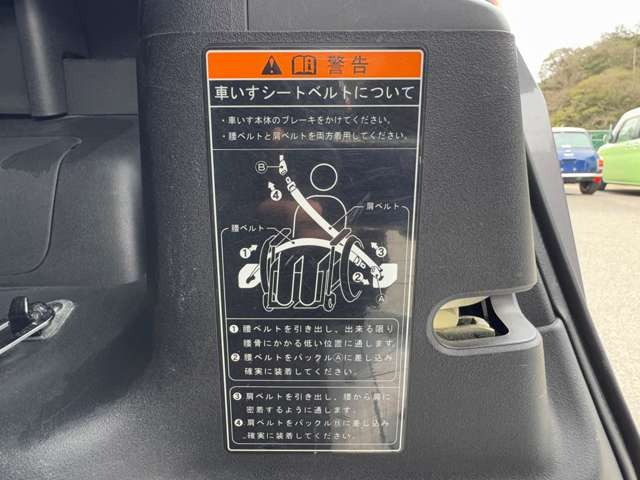 警告
車いすシートベルトについて
・車いす本体のブレーキをかけてください。
・腰ベルトと肩ベルトを両方着用してください。
Ⓑ
❹
肩ベルト
腰ベルト
❶
❸
❷
Ⓐ
❶腰ベルトを引き出し、出来る限り
腰骨にかかる低い位置に通します。
❷腰ベルトをバックルⒶに差し込み
確実に装着してください。
❸肩ベルトを引き出し、腰から肩に
密着するように通します。
❹肩ベルトをバックルⒷに差し込み
確実に装着してください。